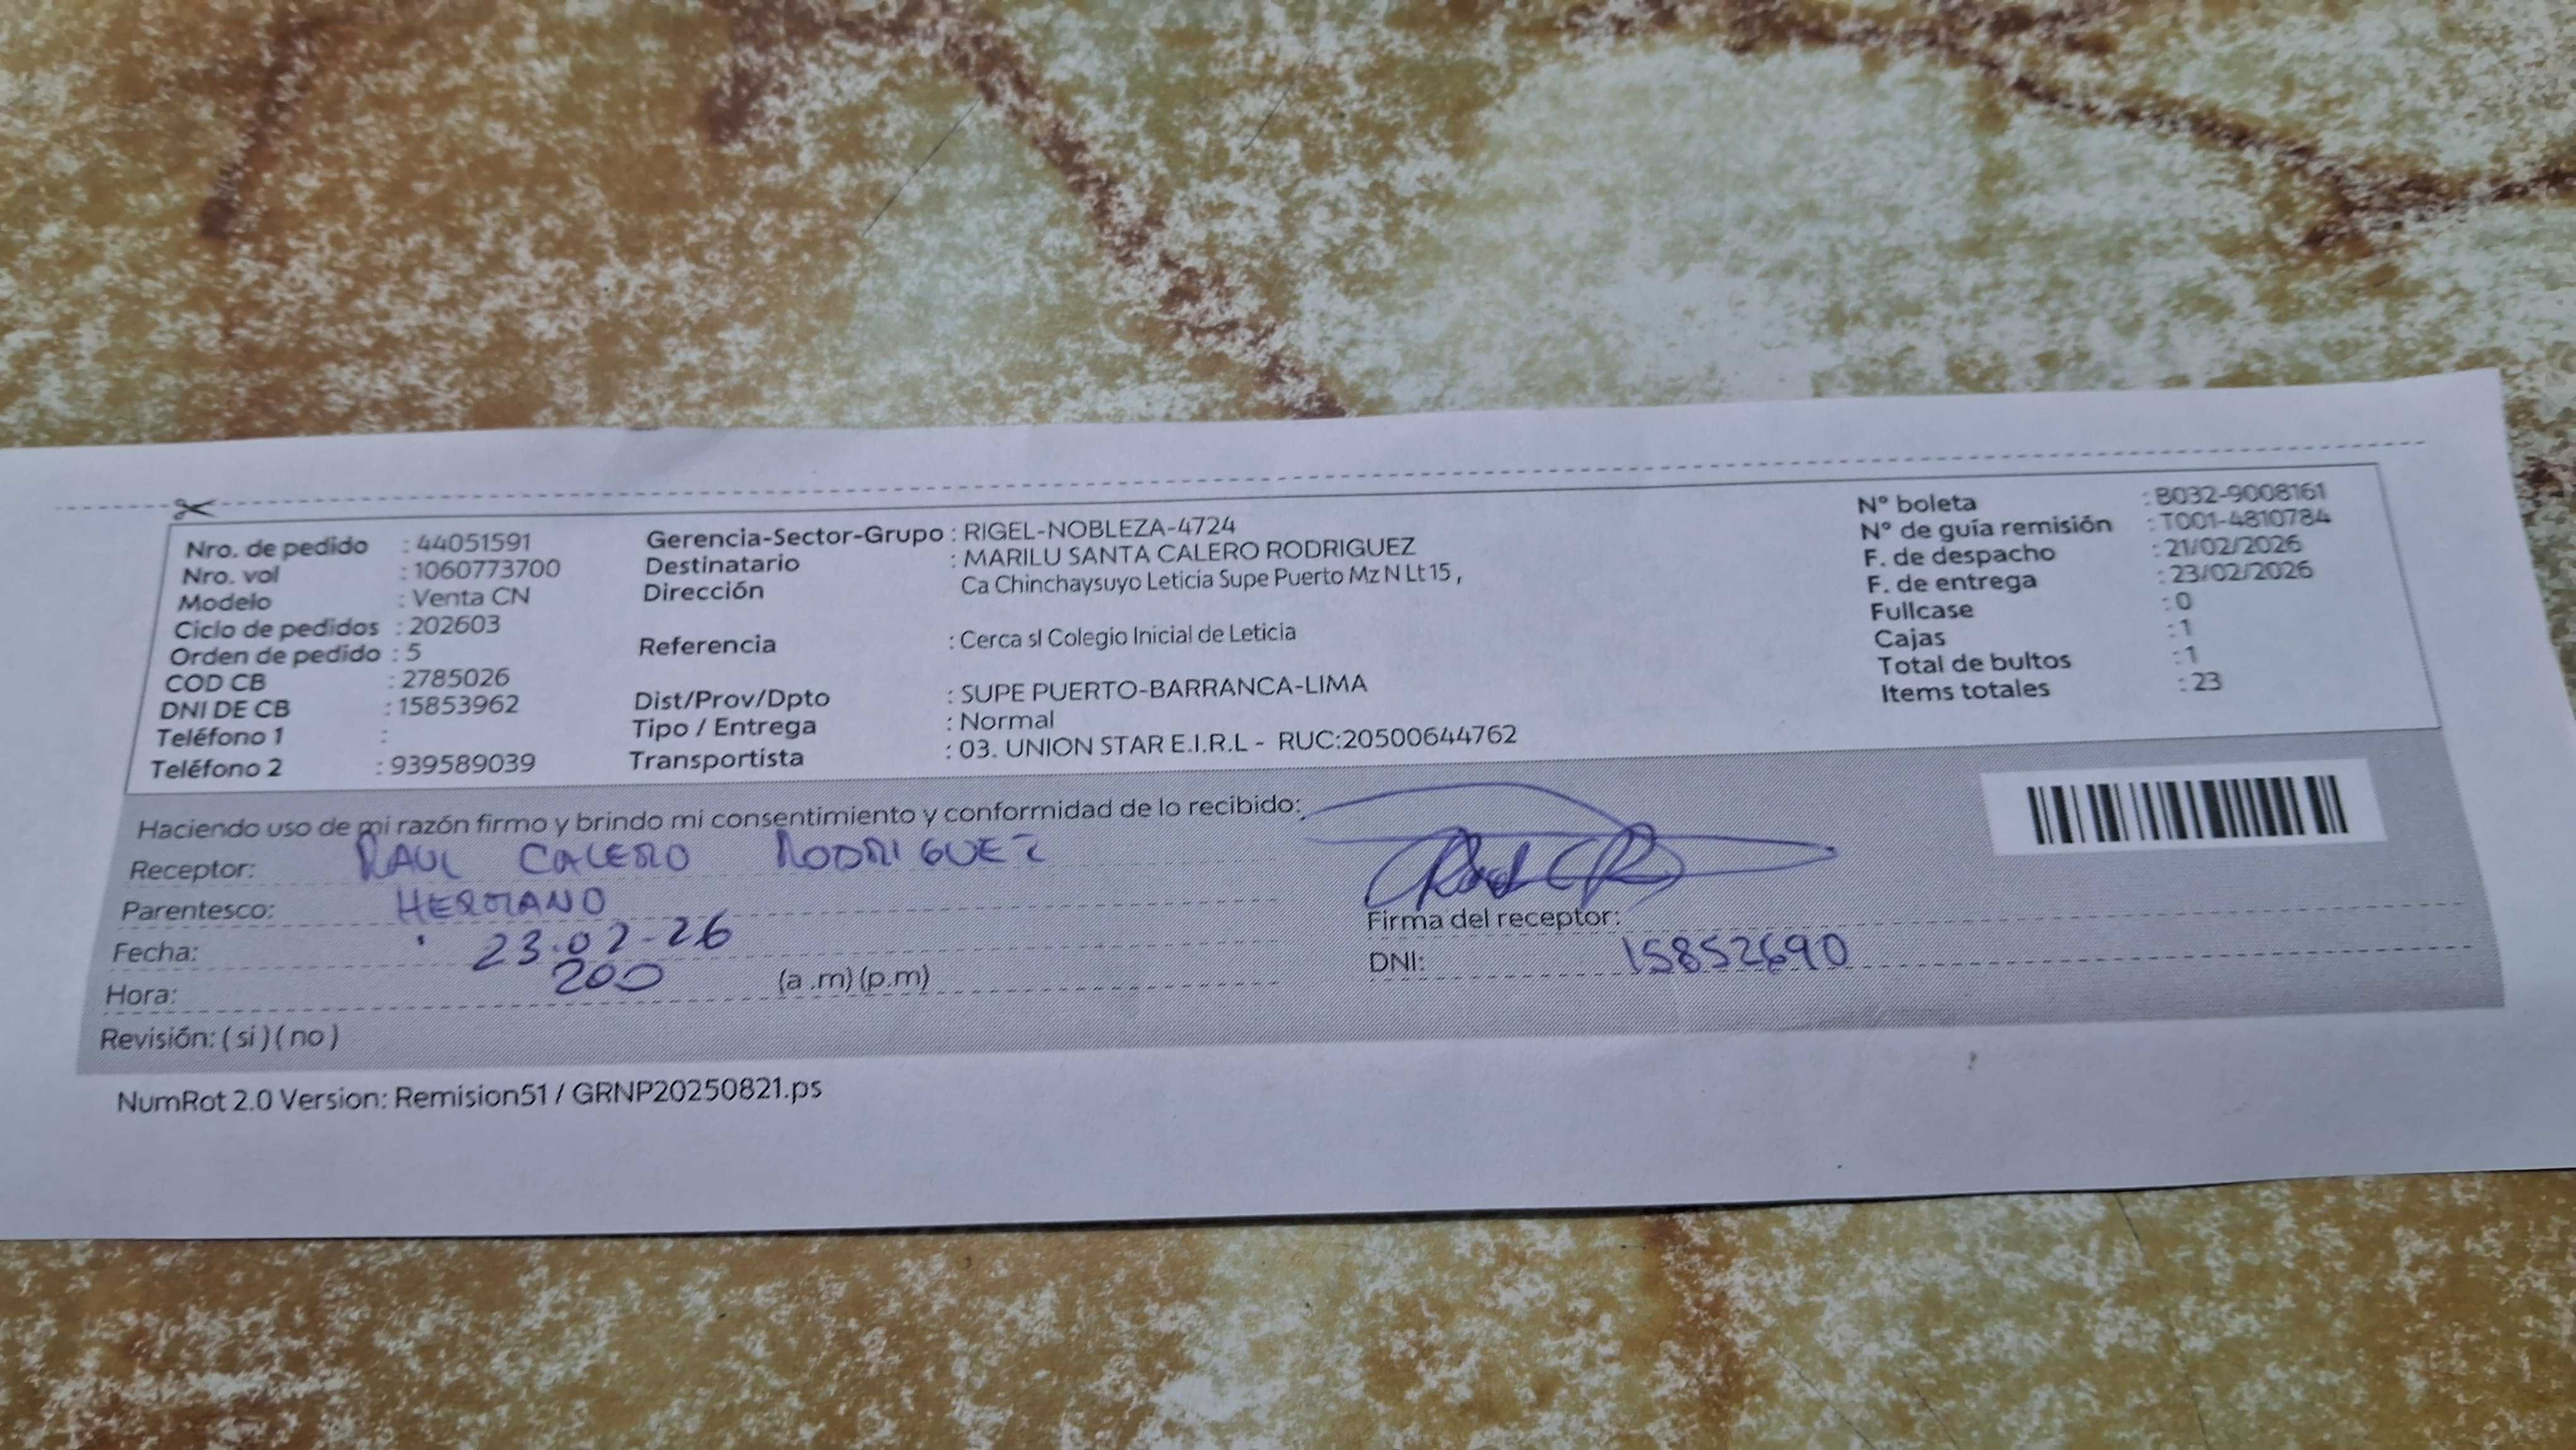 Nro. de pedido : 44051591
Nro. vol : 1060773700
Modelo : Venta CN
Ciclo de pedidos : 202603
Orden de pedido : 5
COD CB : 2785026
DNI DE CB : 15853962
Teléfono 1 :
Teléfono 2 : 939589039
Gerencia-Sector-Grupo : RIGEL-NOBLEZA-4724
Destinatario : MARILU SANTA CALERO RODRIGUEZ
Dirección Ca Chinchaysuyo Leticia Supe Puerto Mz N Lt 15 ,
Referencia : Cerca sl Colegio Inicial de Leticia
Dist/Prov/Dpto : SUPE PUERTO-BARRANCA-LIMA
Tipo / Entrega : Normal
Transportista : 03. UNION STAR E.I.R.L - RUC:20500644762
N° boleta : B032-9008161
N° de guía remisión : T001-4810784
F. de despacho : 21/02/2026
F. de entrega : 23/02/2026
Fullcase : 0
Cajas : 1
Total de bultos : 1
Items totales : 23
Haciendo uso de mi razón firmo y brindo mi consentimiento y conformidad de lo recibido:
Receptor: RAUL CALERO RODRIGUEZ
Parentesco: HERMANO
Fecha: 23-02-26
Hora: 200 (a .m) (p.m)
Revisión: ( si ) ( no )
Firma del receptor:
DNI: 15852690
NumRot 2.0 Version: Remision51 / GRNP20250821.ps